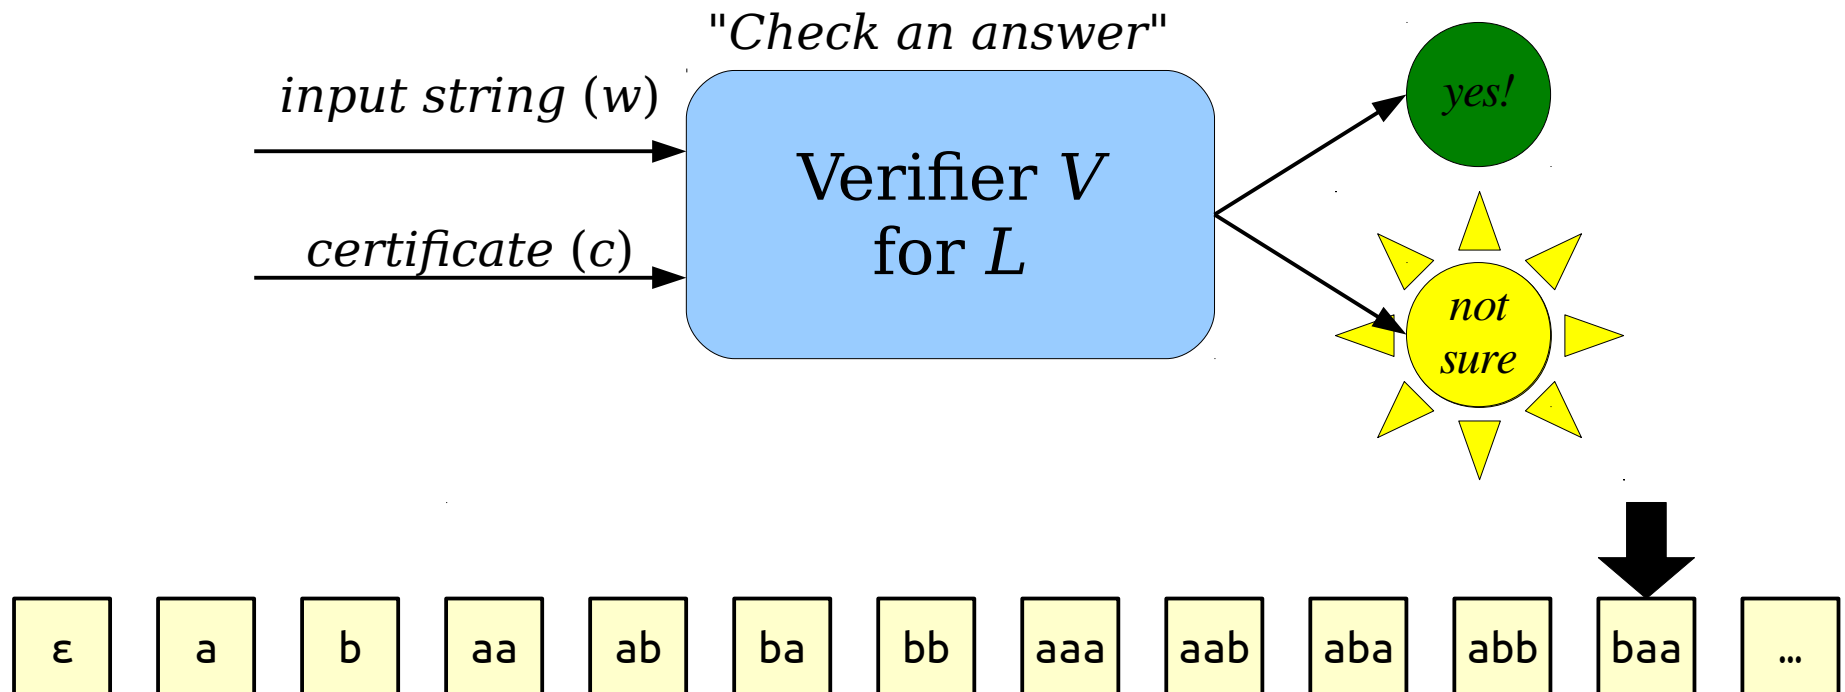 "Check an answer"
input string (w)
certificate (c)
Verifier V
for L
yes!
not
sure
ε a b aa ab ba bb aaa aab aba abb baa …